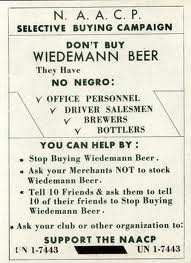 N. A. A. C. P.
SELECTIVE BUYING CAMPAIGN
DON'T BUY
WIEDEMANN BEER
They Have
NO NEGRO:
✓ OFFICE PERSONNEL
✓ DRIVER SALESMEN
✓ BREWERS
✓ BOTTLERS
YOU CAN HELP BY :
* Stop Buying Wiedemann Beer.
* Ask your Merchants NOT to stock
Wiedemann Beer.
* Tell 10 Friends & ask them to tell
10 of their friends to Stop Buying
Wiedemann Beer.
* Ask your club or other organization to:
SUPPORT THE NAACP
UN 1-7443 UN 1-7443